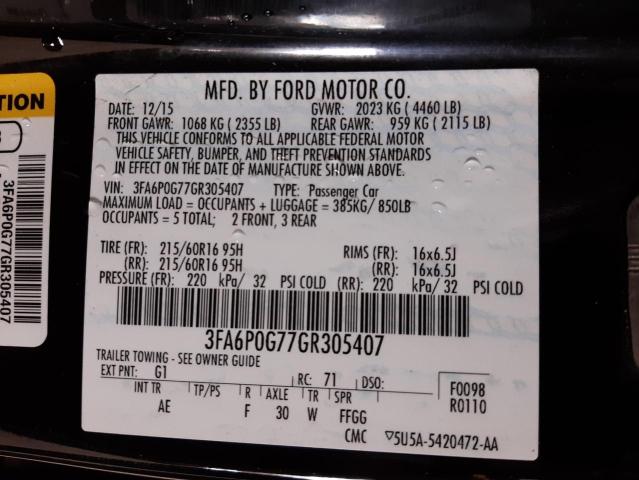 MFD. BY FORD MOTOR CO.
DATE: 12/15 GVWR: 2023 KG ( 4460 LB)
FRONT GAWR: 1068 KG ( 2355 LB) REAR GAWR: 959 KG ( 2115 LB)
THIS VEHICLE CONFORMS TO ALL APPLICABLE FEDERAL MOTOR
VEHICLE SAFETY, BUMPER, AND THEFT PREVENTION STANDARDS
IN EFFECT ON THE DATE OF MANUFACTURE SHOWN ABOVE.
VIN: 3FA6P0G77GR305407 TYPE: Passenger Car
MAXIMUM LOAD = OCCUPANTS + LUGGAGE = 385KG/ 850LB
OCCUPANTS = 5 TOTAL; 2 FRONT, 3 REAR
TIRE (FR): 215/60R16 95H RIMS (FR): 16x6.5J
(RR): 215/60R16 95H (RR): 16x6.5J
PRESSURE (FR): 220 kPa/ 32 PSI COLD (RR): 220 kPa/ 32 PSI COLD
3FA6P0G77GR305407
TRAILER TOWING - SEE OWNER GUIDE
EXT PNT: G1 RC: 71 DSO:
INT TR TP/PS R AXLE TR SPR
AE F 30 W FFGG
F0098
R0110
CMC ▽5U5A-5420472-AA
TION
3FA6P0G77GR305407